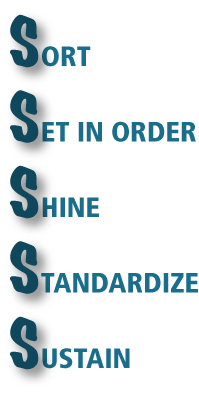 SORT
SET IN ORDER
SHINE
STANDARDIZE
SUSTAIN